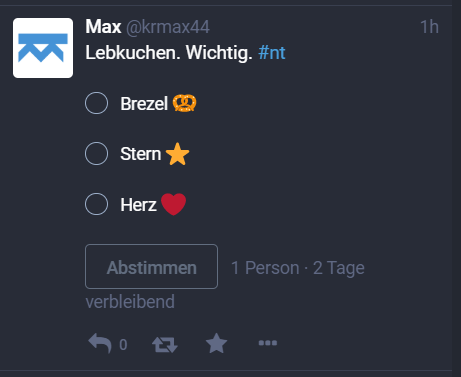 Max @krmax44 1h
Lebkuchen. Wichtig. #nt
Brezel 🥨
Stern ⭐
Herz ❤️
Abstimmen 1 Person · 2 Tage
verbleibend
0